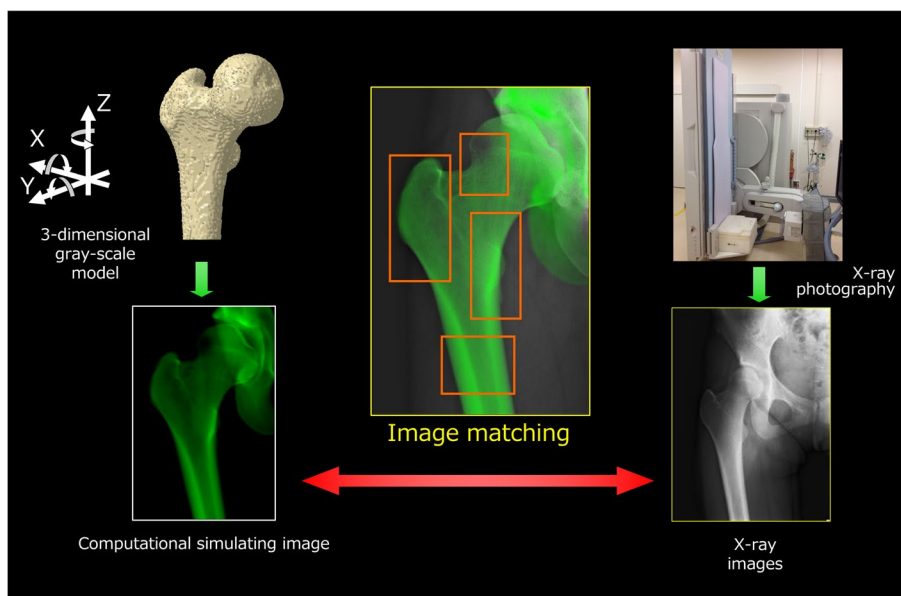 Z
X
Y
3-dimensional
gray-scale
model
Image matching
X-ray
photography
Computational simulating image
X-ray
images